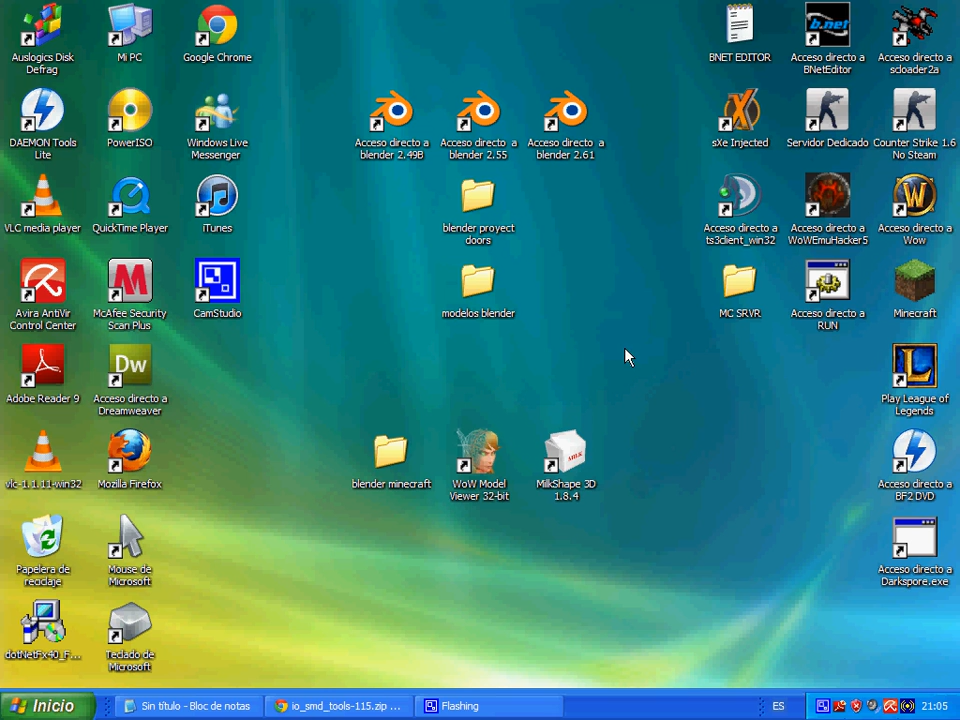 Auslogics Disk
Defrag
Mi PC
Google Chrome
BNET EDITOR
b.net
Acceso directo a
BNetEditor
Acceso directo a
scloader2a
DAEMON Tools
Lite
PowerISO
Windows Live
Messenger
Acceso directo a
blender 2.49B
Acceso directo a
blender 2.55
Acceso directo a
blender 2.61
sXe Injected
Servidor Dedicado
Counter Strike 1.6
No Steam
VLC media player
QuickTime Player
iTunes
blender proyect
doors
Acceso directo a
ts3client_win32
Acceso directo a
WoWEmuHacker5
W
Acceso directo a
Wow
Avira AntiVir
Control Center
McAfee Security
Scan Plus
CamStudio
modelos blender
MC SRVR
Acceso directo a
RUN
Minecraft
Adobe Reader 9
Dw
Acceso directo a
Dreamweaver
L
Play League of
Legends
vlc-1.1.11-win32
Mozilla Firefox
blender minecraft
WoW Model
Viewer 32-bit
MILK
MilkShape 3D
1.8.4
Acceso directo a
BF2 DVD
Papelera de
reciclaje
Mouse de
Microsoft
Acceso directo a
Darkspore.exe
dotNetFx40_F...
Teclado de
Microsoft
Inicio
Sin título - Bloc de notas
io_smd_tools-115.zip ...
Flashing
ES
21:05